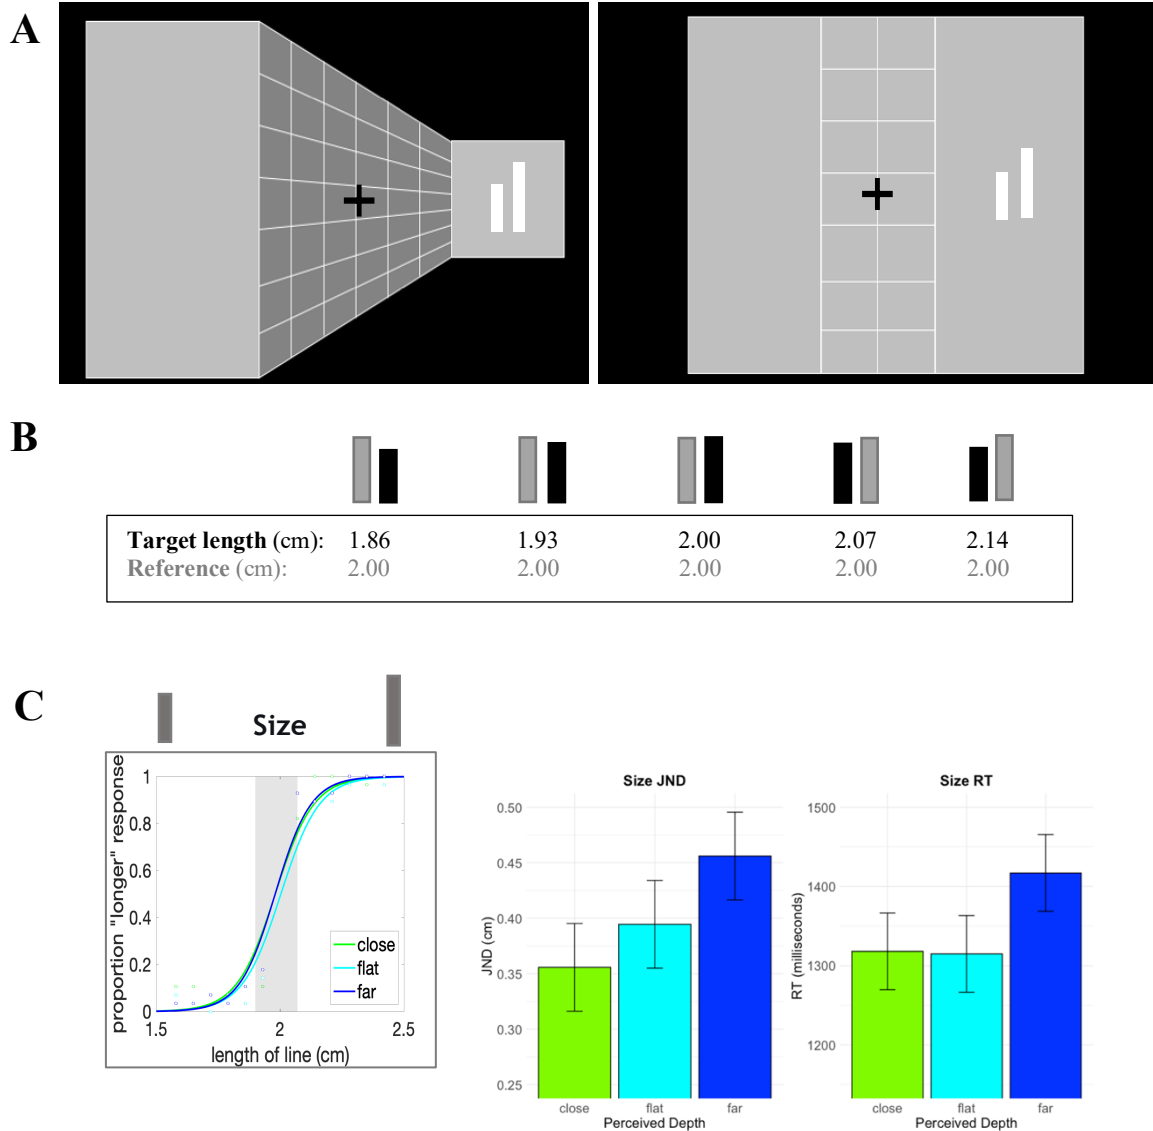 A
B
Target length (cm): 1.86 1.93 2.00 2.07 2.14
Reference (cm): 2.00 2.00 2.00 2.00 2.00
C
Size
proportion "longer" response
1
0.8
0.6
0.4
0.2
0
close
flat
far
1.5 2 2.5
length of line (cm)
Size JND
JND (cm)
0.50
0.45
0.40
0.35
0.30
0.25
close flat far
Perceived Depth
Size RT
RT (milliseconds)
1500
1400
1300
1200
close flat far
Perceived Depth